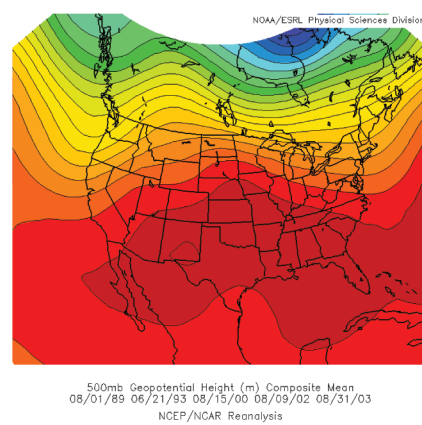 NOAA/ESRL Physical Sciences Division
500mb Geopotential Height (m) Composite Mean
08/01/89 06/21/93 08/15/00 08/09/02 08/31/03
NCEP/NCAR Reanalysis